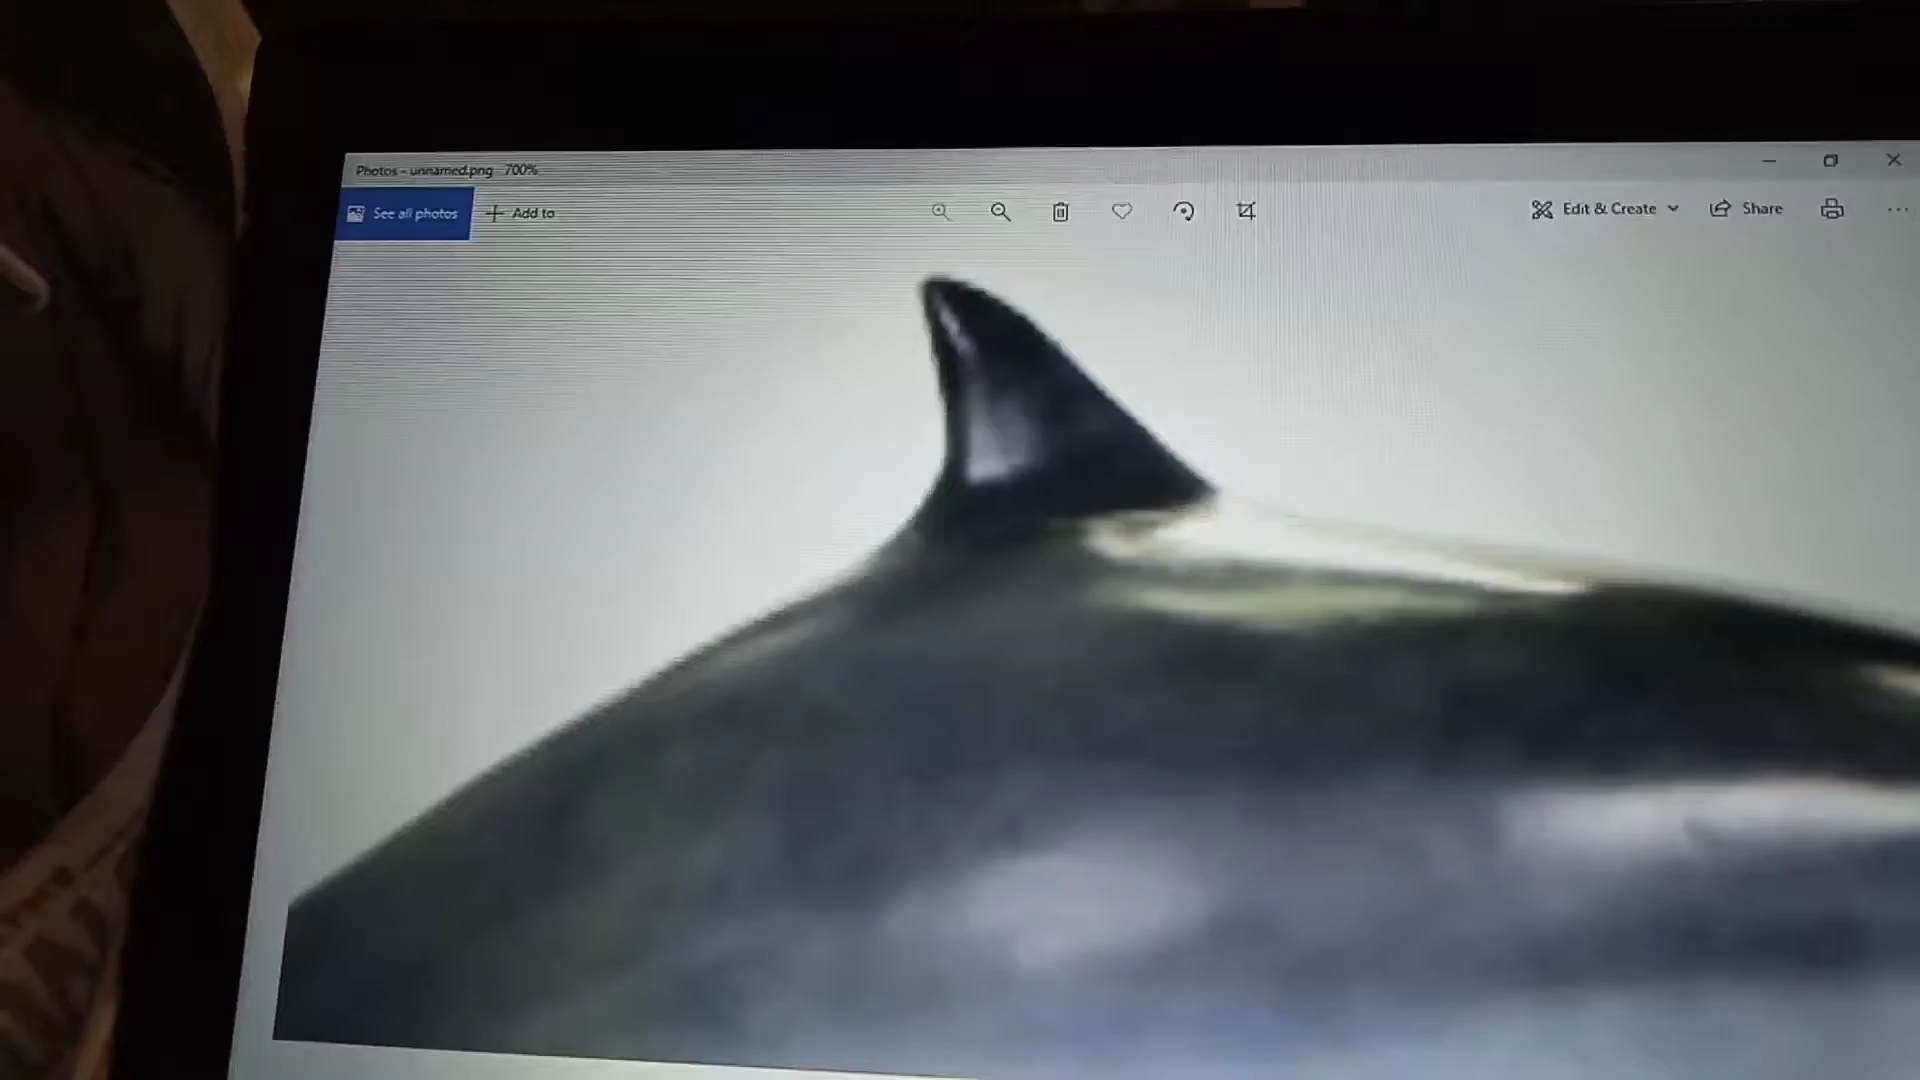 Photos - unnamed.png 700%
See all photos
Add to
Edit & Create
Share